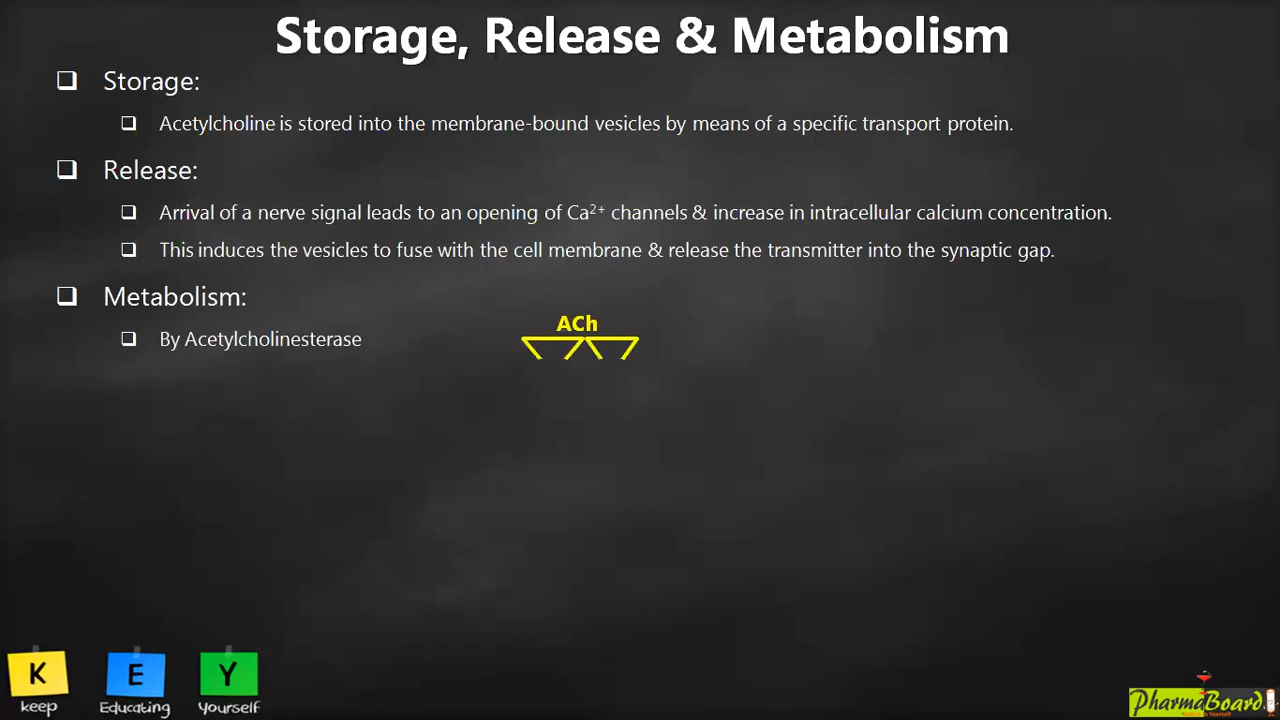 Storage, Release & Metabolism
Storage:
Acetylcholine is stored into the membrane-bound vesicles by means of a specific transport protein.
Release:
Arrival of a nerve signal leads to an opening of Ca²⁺ channels & increase in intracellular calcium concentration.
This induces the vesicles to fuse with the cell membrane & release the transmitter into the synaptic gap.
Metabolism:
By Acetylcholinesterase
ACh
K E Y
keep Educating Yourself
PharmaBoard